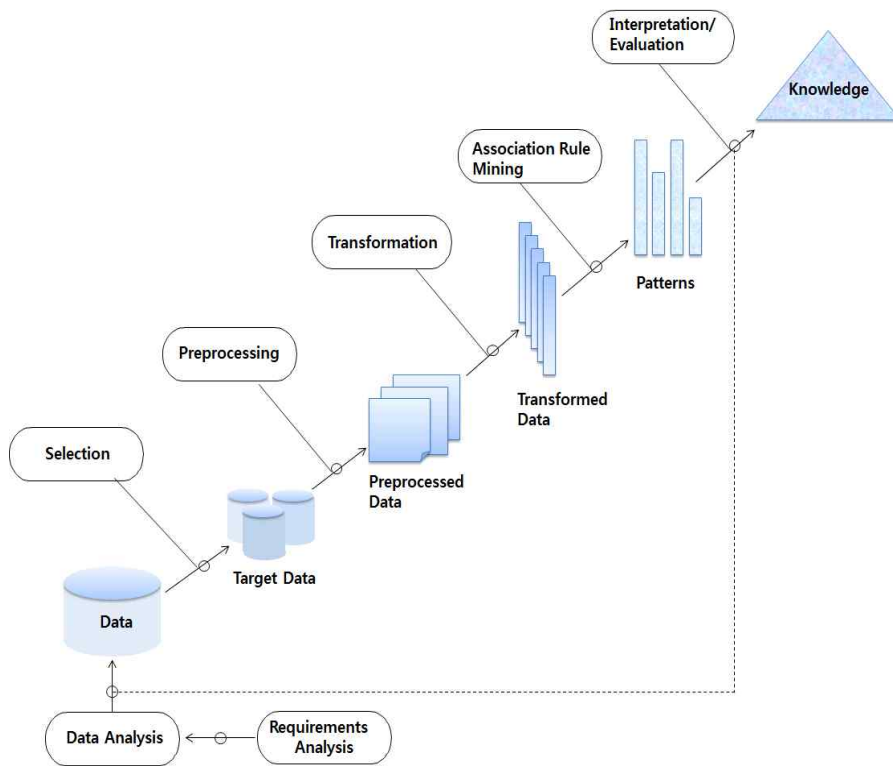 Interpretation/
Evaluation
Knowledge
Association Rule
Mining
Transformation
Patterns
Preprocessing
Transformed
Data
Selection
Preprocessed
Data
Target Data
Data
Data Analysis
Requirements
Analysis